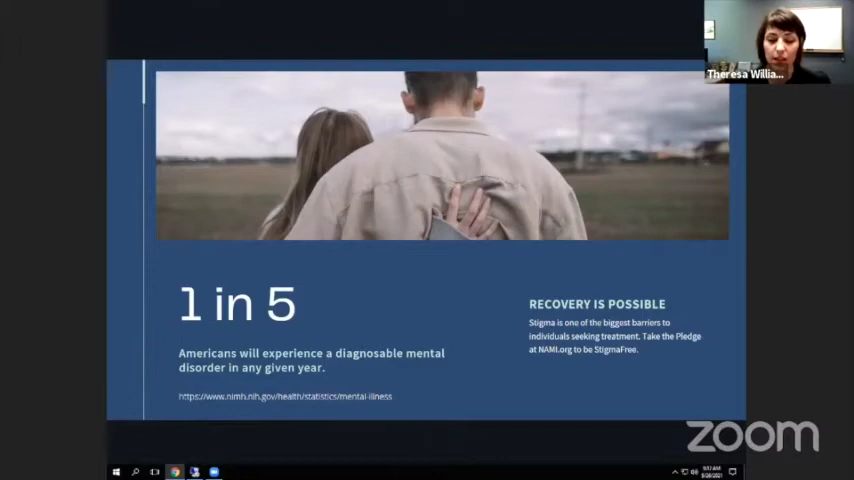 Theresa Willia...
1 in 5
Americans will experience a diagnosable mental
disorder in any given year.
https://www.nimh.nih.gov/health/statistics/mental-illness
RECOVERY IS POSSIBLE
Stigma is one of the biggest barriers to
individuals seeking treatment. Take the Pledge
at NAMI.org to be StigmaFree.
zoom